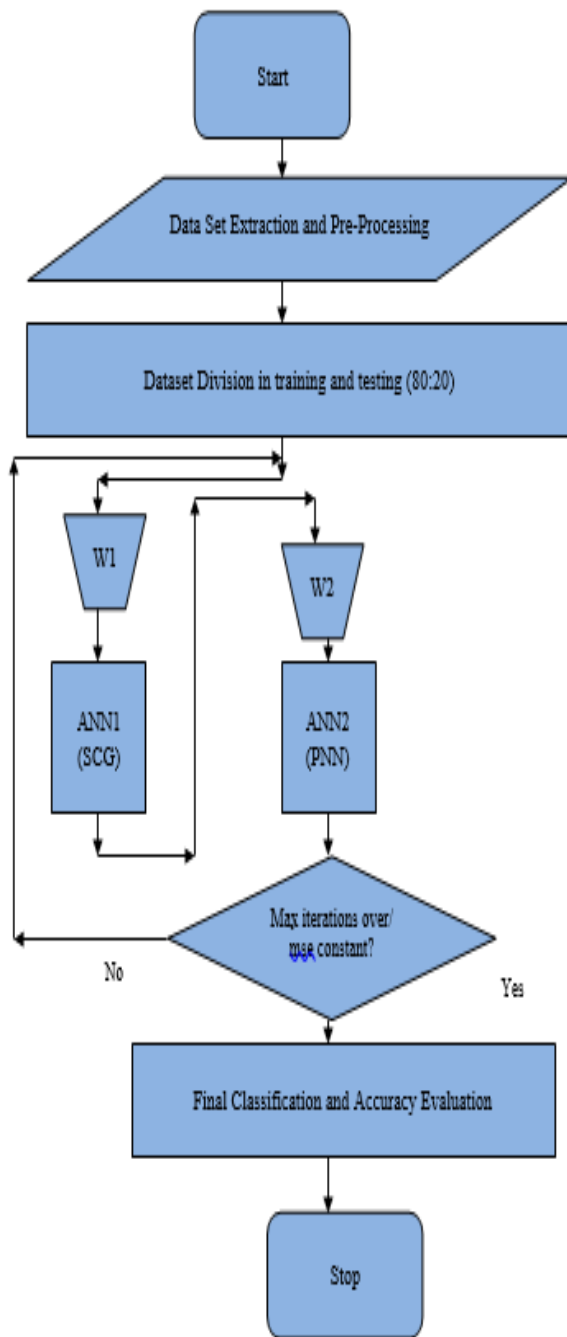 Start
Data Set Extraction and Pre-Processing
Dataset Division in training and testing (80:20)
W1
W2
ANN1
(SCG)
ANN2
(PNN)
Max iterations over/
mse constant?
No
Yes
Final Classification and Accuracy Evaluation
Stop